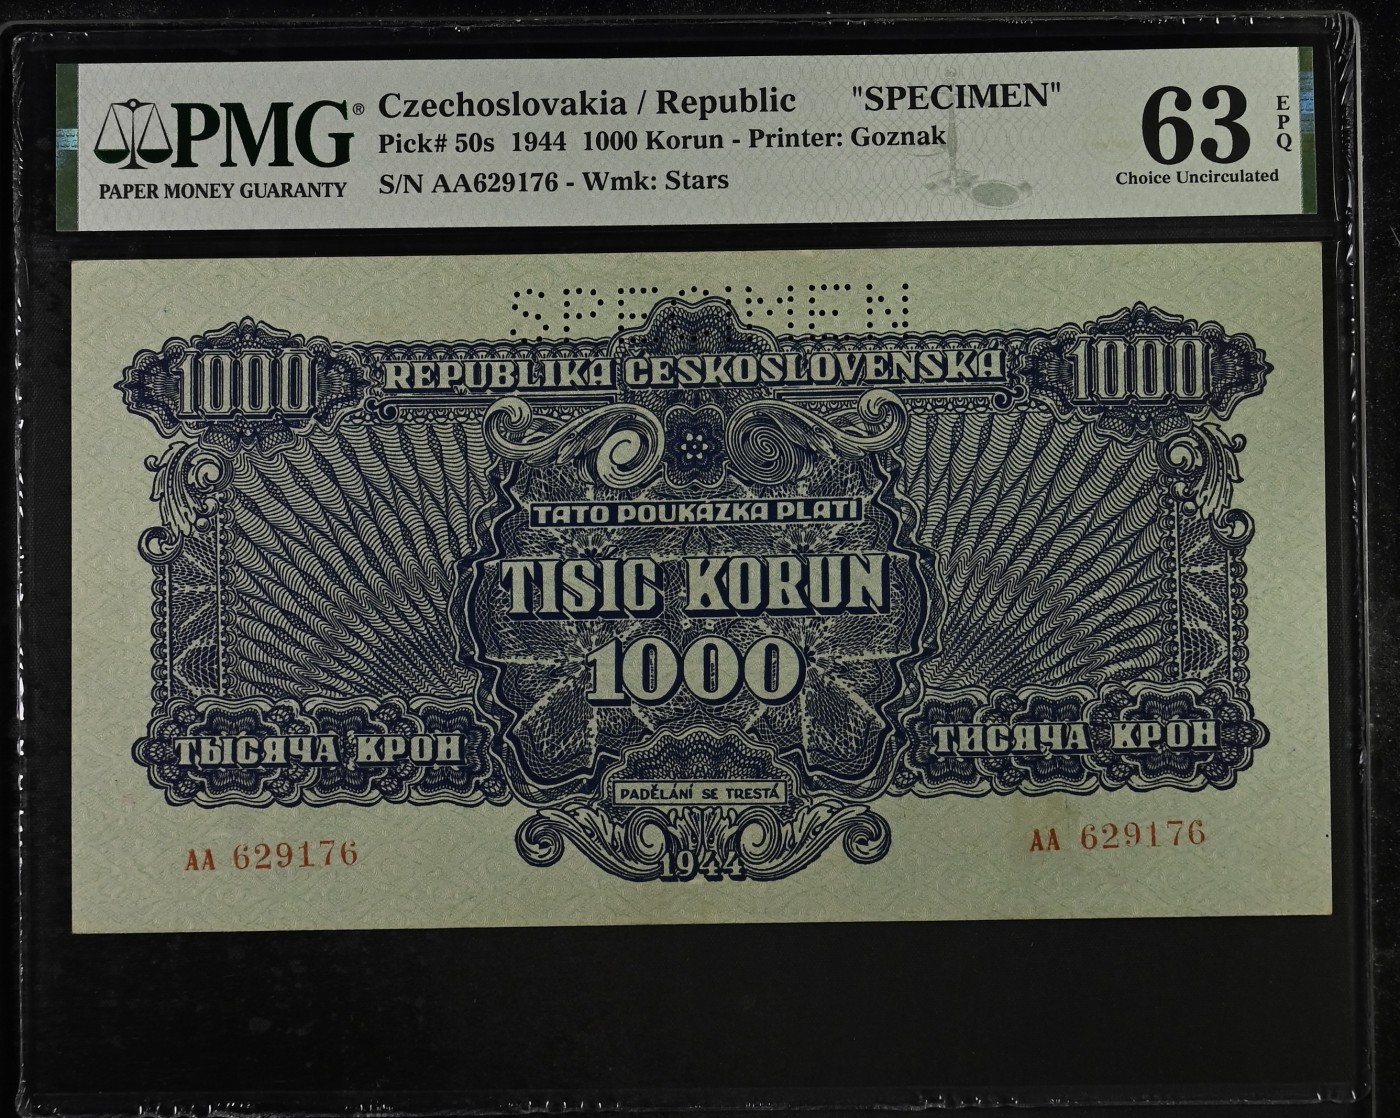 PMG®
PAPER MONEY GUARANTY
Czechoslovakia / Republic "SPECIMEN"
Pick# 50s 1944 1000 Korun - Printer: Goznak
S/N AA629176 - Wmk: Stars
63 EPQ
Choice Uncirculated
SPECIMEN
1000 REPUBLIKA ČESKOSLOVENSKÁ 1000
TATO POUKÁZKA PLATÍ
TISÍC KORUN
1000
ТЫСЯЧА КРОН ТИСЯЧА КРОН
PADĚLÁNÍ SE TRESTÁ
AA 629176 1944 AA 629176